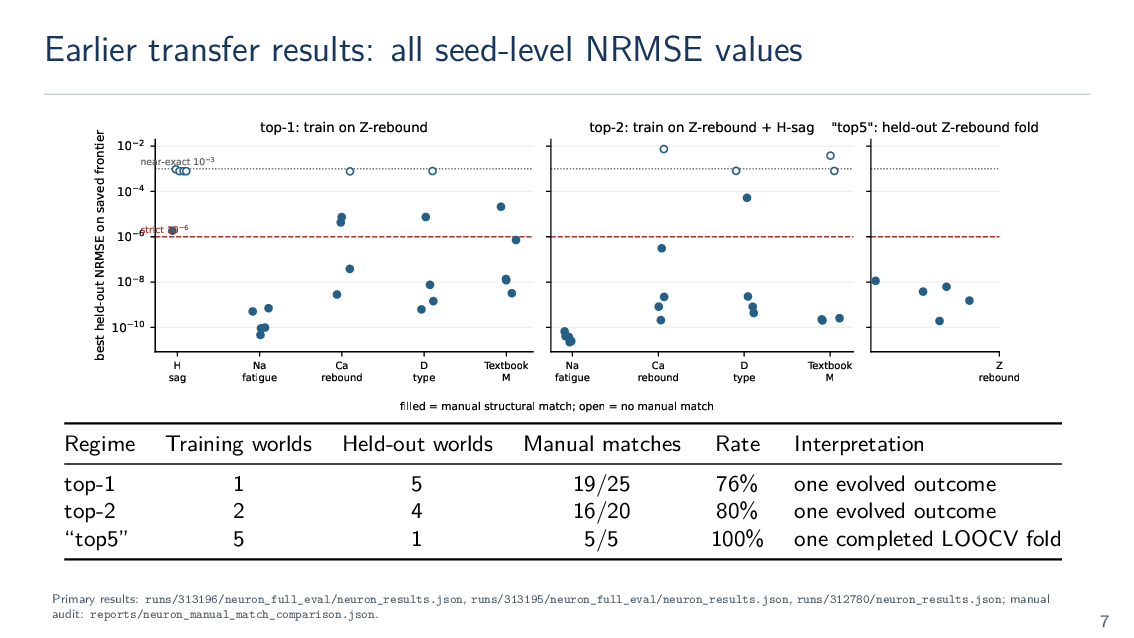 Earlier transfer results: all seed-level NRMSE values
top-1: train on Z-rebound
top-2: train on Z-rebound + H-sag
"top5": held-out Z-rebound fold
best held-out NRMSE on saved frontier
10⁻²
10⁻⁴
10⁻⁶
10⁻⁸
10⁻¹⁰
near-exact 10⁻³
strict 10⁻⁶
H
sag
Na
fatigue
Ca
rebound
D
type
Textbook
M
Na
fatigue
Ca
rebound
D
type
Textbook
M
Z
rebound
filled = manual structural match; open = no manual match
Regime Training worlds Held-out worlds Manual matches Rate Interpretation
top-1 1 5 19/25 76% one evolved outcome
top-2 2 4 16/20 80% one evolved outcome
“top5” 5 1 5/5 100% one completed LOOCV fold
Primary results: runs/313196/neuron_full_eval/neuron_results.json, runs/313195/neuron_full_eval/neuron_results.json, runs/312780/neuron_results.json; manual
audit: reports/neuron_manual_match_comparison.json.
7